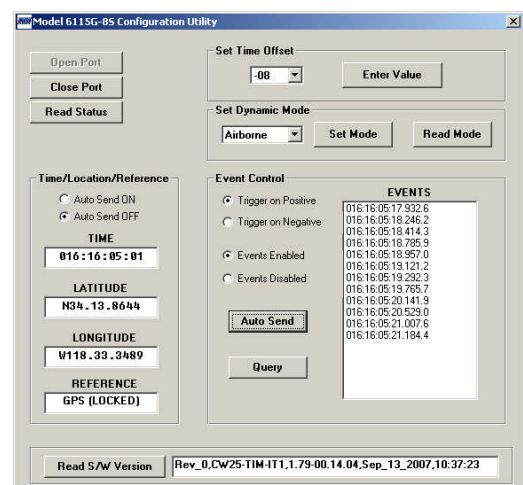 Model 6115G-85 Configuration Utility
Open Port
Close Port
Read Status
Set Time Offset
-08
Enter Value
Set Dynamic Mode
Airborne
Set Mode
Read Mode
Time/Location/Reference
Auto Send ON
Auto Send OFF
TIME
016:16:05:01
LATITUDE
N34.13.8644
LONGITUDE
W118.33.3489
REFERENCE
GPS (LOCKED)
Event Control
Trigger on Positive
Trigger on Negative
Events Enabled
Events Disabled
Auto Send
Query
EVENTS
016:16:05:17.932.6
016:16:05:18.246.2
016:16:05:18.414.3
016:16:05:18.785.9
016:16:05:18.957.0
016:16:05:19.121.2
016:16:05:19.292.3
016:16:05:19.765.7
016:16:05:20.141.9
016:16:05:20.529.0
016:16:05:21.007.6
016:16:05:21.184.4
Read S/W Version
Rev_0,CW25-TIM-IT1,1.79-00.14.04,Sep_13_2007,10:37:23